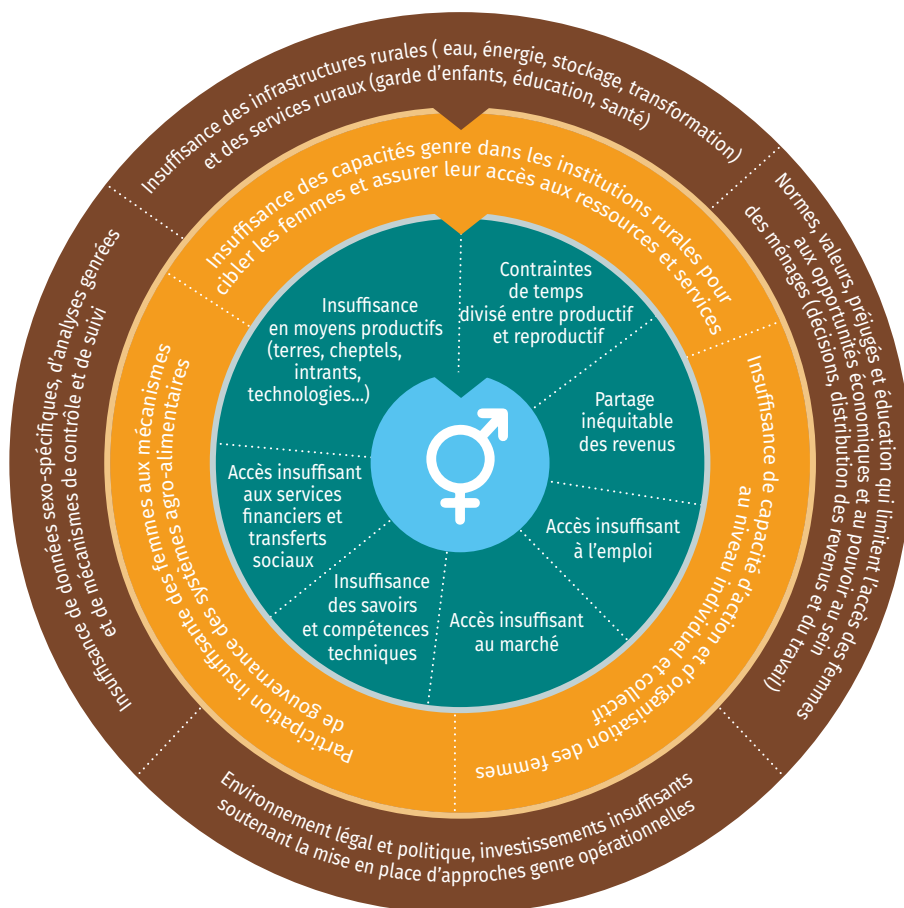 Insuffisance des infrastructures rurales ( eau, énergie, stockage, transformation)
et des services ruraux (garde d'enfants, éducation, santé)
Normes, valeurs, préjugés et éducation qui limitent l'accès des femmes
aux opportunités économiques et au pouvoir au sein
des ménages (décisions, distribution des revenus et du travail)
Environnement légal et politique, investissements insuffisants
soutenant la mise en place d'approches genre opérationnelles
Insuffisance de données sexo-spécifiques, d'analyses genrées
et de mécanismes de contrôle et de suivi
Insuffisance des capacités genre dans les institutions rurales pour
cibler les femmes et assurer leur accès aux ressources et services
Insuffisance de capacité d'action et d'organisation des femmes
au niveau individuel et collectif
Participation insuffisante des femmes aux mécanismes
de gouvernance des systèmes agro-alimentaires
Contraintes
de temps
divisé entre productif
et reproductif
Partage
inéquitable
des revenus
Accès insuffisant
à l'emploi
Accès insuffisant
au marché
Insuffisance
des savoirs
et compétences
techniques
Accès insuffisant
aux services
financiers et
transferts
sociaux
Insuffisance
en moyens productifs
(terres, cheptels,
intrants,
technologies...)